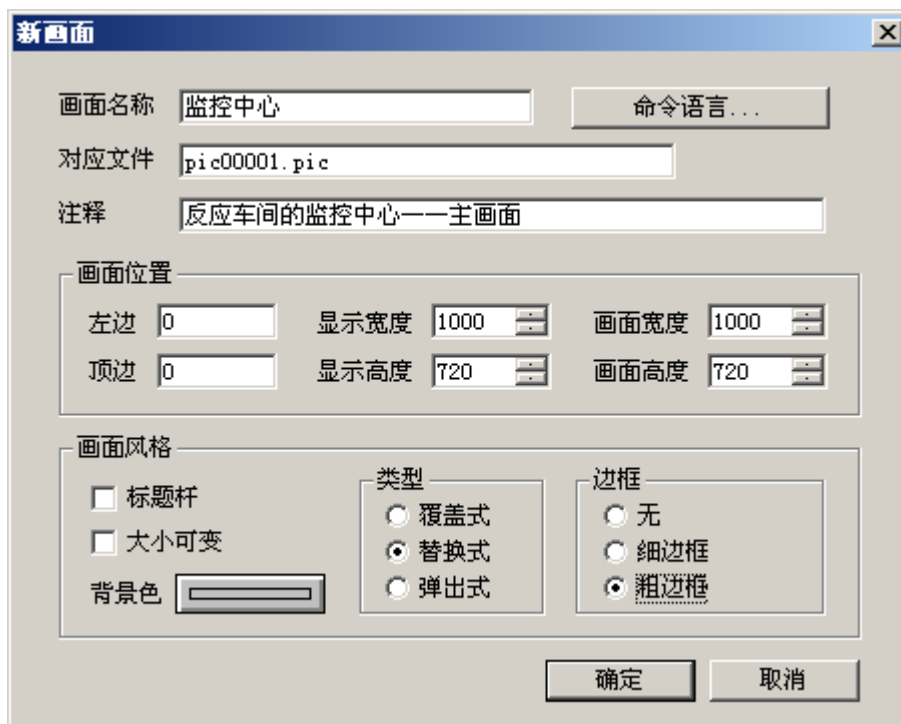 新画面
画面名称 监控中心 命令语言...
对应文件 pic00001.pic
注释 反应车间的监控中心一一主画面
画面位置
左边 0 显示宽度 1000 画面宽度 1000
顶边 0 显示高度 720 画面高度 720
画面风格
标题杆
大小可变
背景色
类型
覆盖式
替换式
弹出式
边框
无
细边框
粗边框
确定 取消